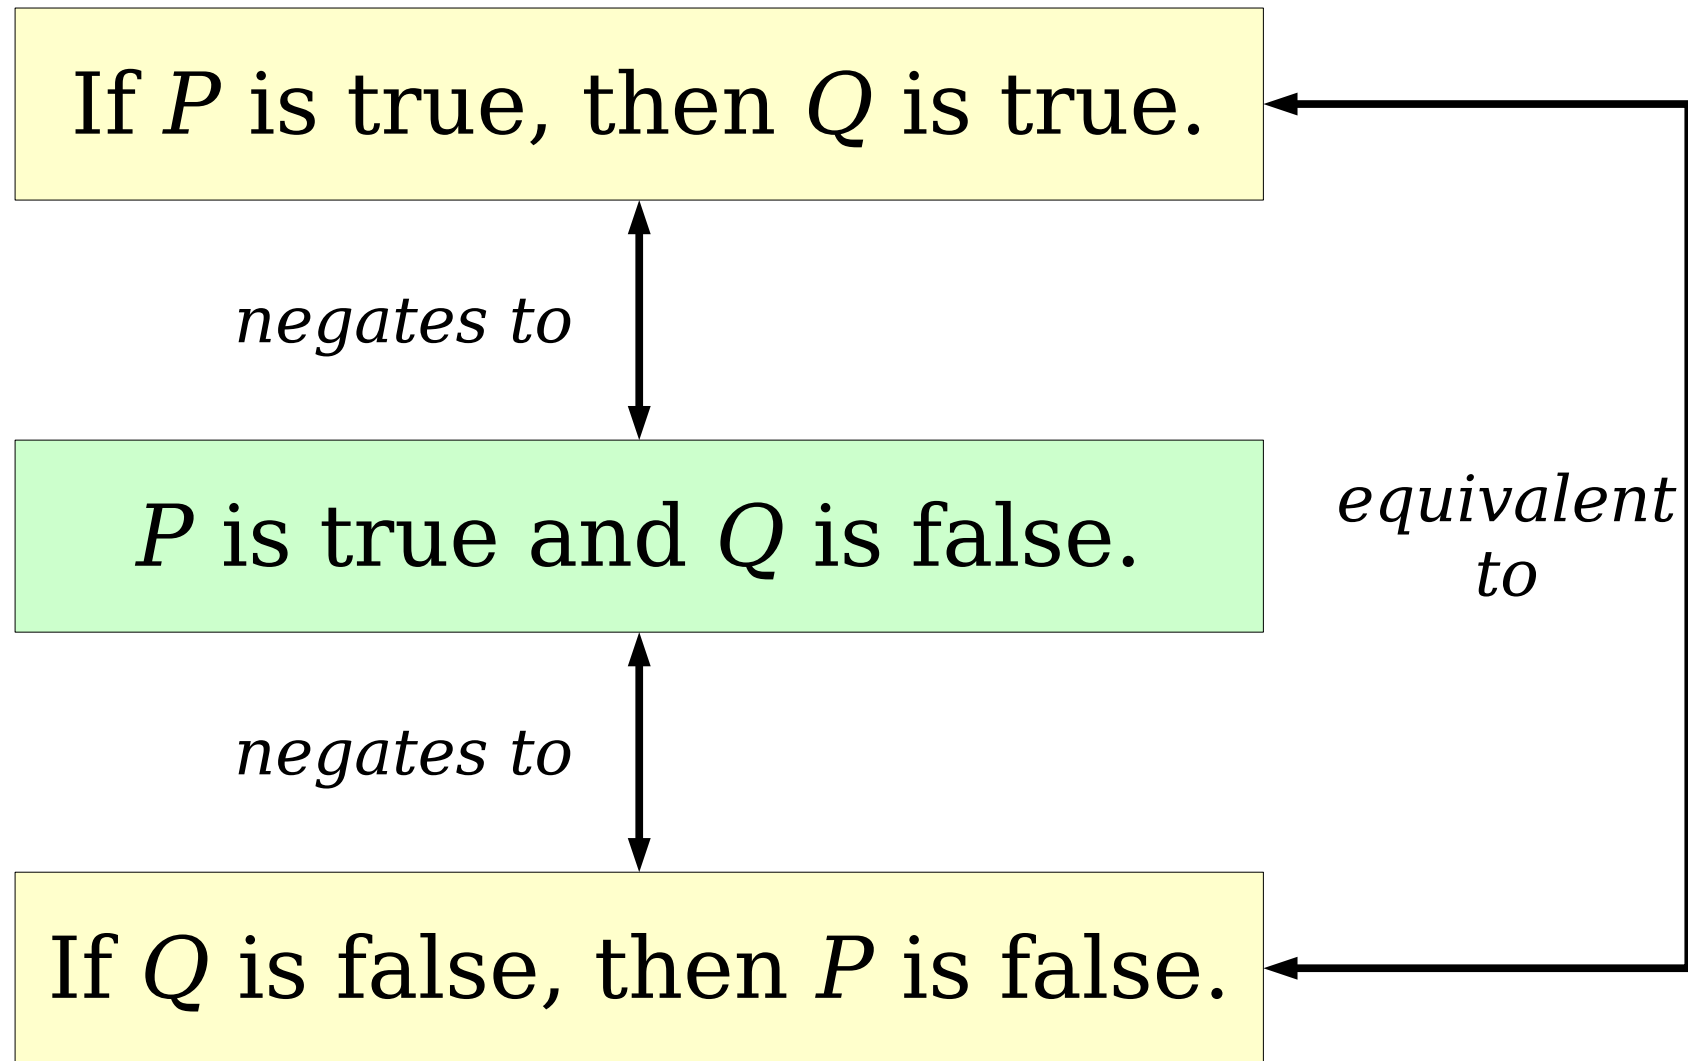 If P is true, then Q is true.
negates to
P is true and Q is false.
equivalent
to
negates to
If Q is false, then P is false.